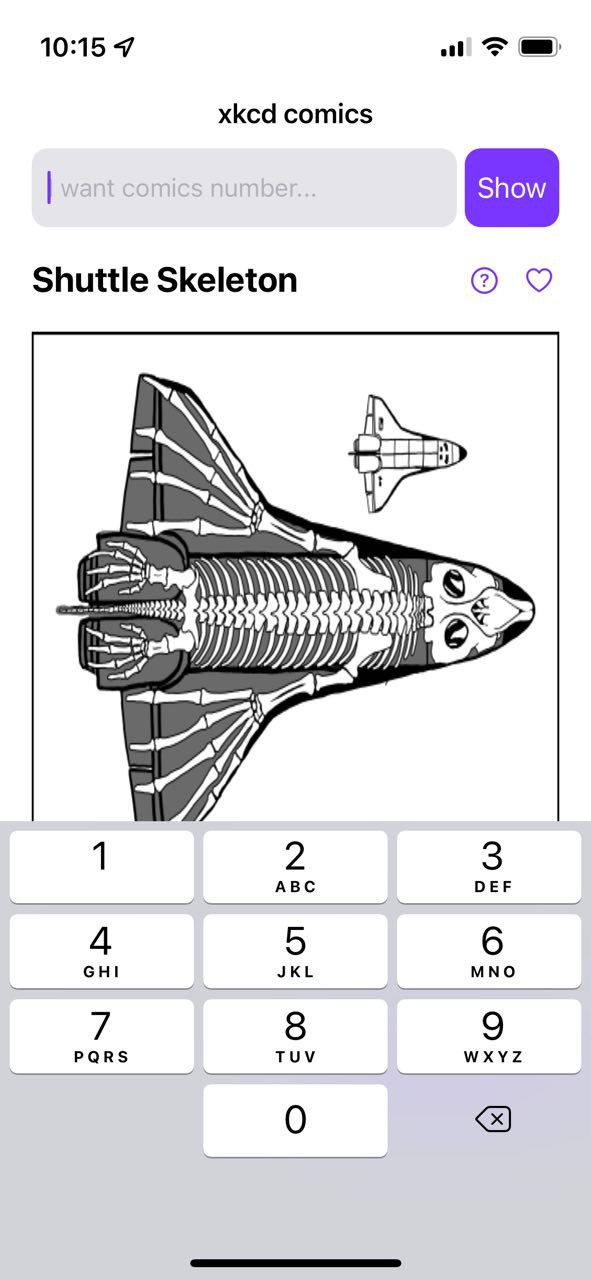 10:15
xkcd comics
want comics number...
Show
Shuttle Skeleton
?
1
2
ABC
3
DEF
4
GHI
5
JKL
6
MNO
7
PQRS
8
TUV
9
WXYZ
0